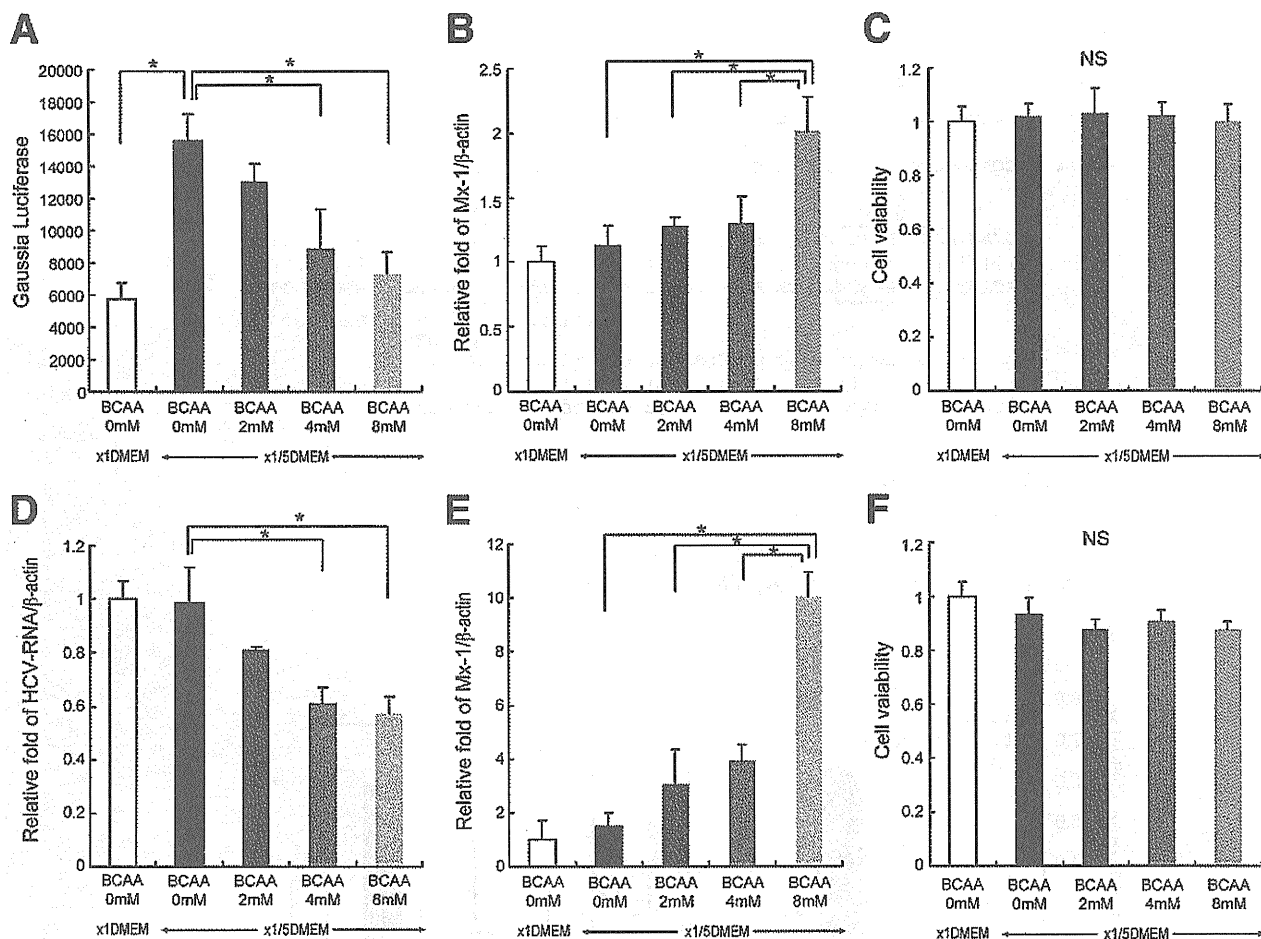 A
Gaussia Luciferase
20000
18000
16000
14000
12000
10000
8000
6000
4000
2000
0
*
*
*
BCAA 0mM
BCAA 0mM
BCAA 2mM
BCAA 4mM
BCAA 8mM
x1DMEM
x1/5DMEM
B
Relative fold of Mx-1/β-actin
2.5
2
1.5
1
0.5
0
*
*
*
BCAA 0mM
BCAA 0mM
BCAA 2mM
BCAA 4mM
BCAA 8mM
x1DMEM
x1/5DMEM
C
NS
Cell vaiability
1.2
1
0.8
0.6
0.4
0.2
0
BCAA 0mM
BCAA 0mM
BCAA 2mM
BCAA 4mM
BCAA 8mM
x1DMEM
x1/5DMEM
D
Relative fold of HCV-RNA/β-actin
1.2
1
0.8
0.6
0.4
0.2
0
*
*
BCAA 0mM
BCAA 0mM
BCAA 2mM
BCAA 4mM
BCAA 8mM
x1DMEM
x1/5DMEM
E
Relative fold of Mx-1/β-actin
12
10
8
6
4
2
0
*
*
*
BCAA 0mM
BCAA 0mM
BCAA 2mM
BCAA 4mM
BCAA 8mM
x1DMEM
x1/5DMEM
F
NS
Cell vaiability
1.2
1
0.8
0.6
0.4
0.2
0
BCAA 0mM
BCAA 0mM
BCAA 2mM
BCAA 4mM
BCAA 8mM
x1DMEM
x1/5DMEM